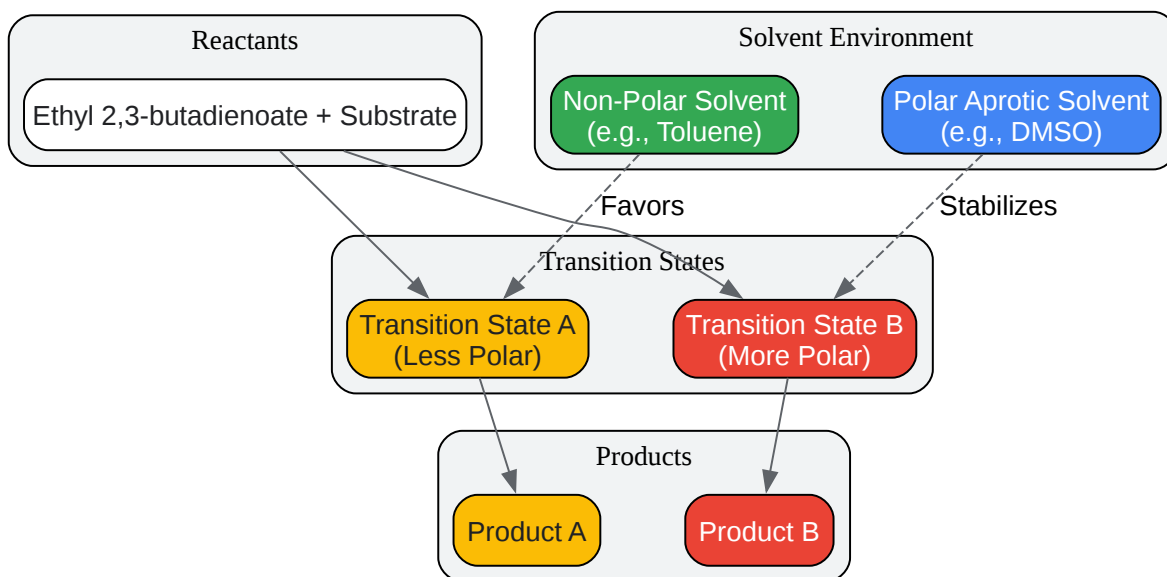 Reactants
Solvent Environment
Ethyl 2,3-butadienoate + Substrate
Non-Polar Solvent
(e.g., Toluene)
Polar Aprotic Solvent
(e.g., DMSO)
Favors
Stabilizes
Transition States
Transition State A
(Less Polar)
Transition State B
(More Polar)
Products
Product A
Product B